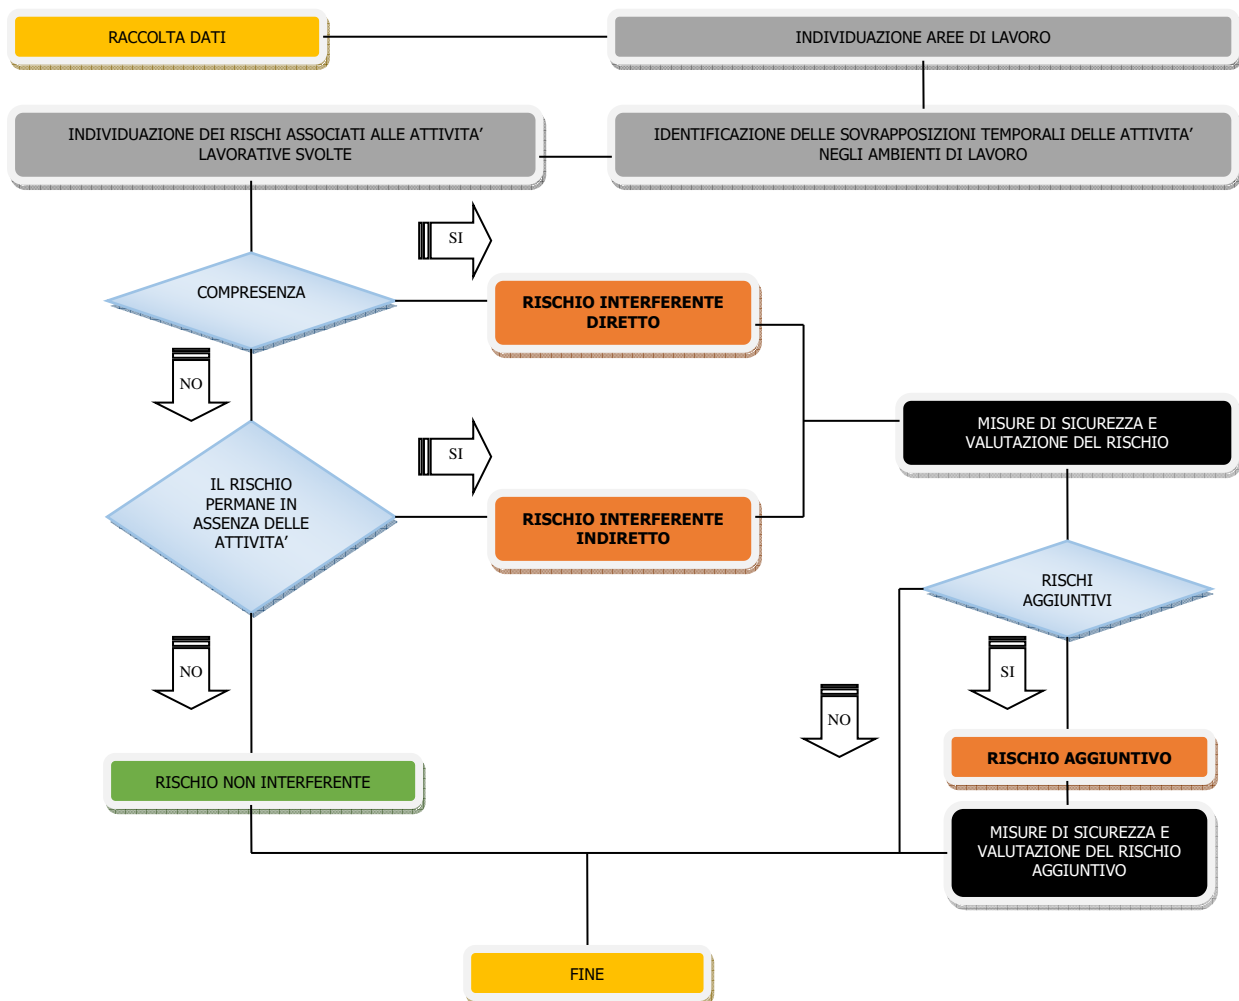 RACCOLTA DATI
INDIVIDUAZIONE AREE DI LAVORO
INDIVIDUAZIONE DEI RISCHI ASSOCIATI ALLE ATTIVITA’
LAVORATIVE SVOLTE
IDENTIFICAZIONE DELLE SOVRAPPOSIZIONI TEMPORALI DELLE ATTIVITA’
NEGLI AMBIENTI DI LAVORO
SI
COMPRESENZA
RISCHIO INTERFERENTE
DIRETTO
NO
MISURE DI SICUREZZA E
VALUTAZIONE DEL RISCHIO
SI
IL RISCHIO
PERMANE IN
ASSENZA DELLE
ATTIVITA’
RISCHIO INTERFERENTE
INDIRETTO
RISCHI
AGGIUNTIVI
NO
SI
NO
RISCHIO AGGIUNTIVO
RISCHIO NON INTERFERENTE
MISURE DI SICUREZZA E
VALUTAZIONE DEL RISCHIO
AGGIUNTIVO
FINE